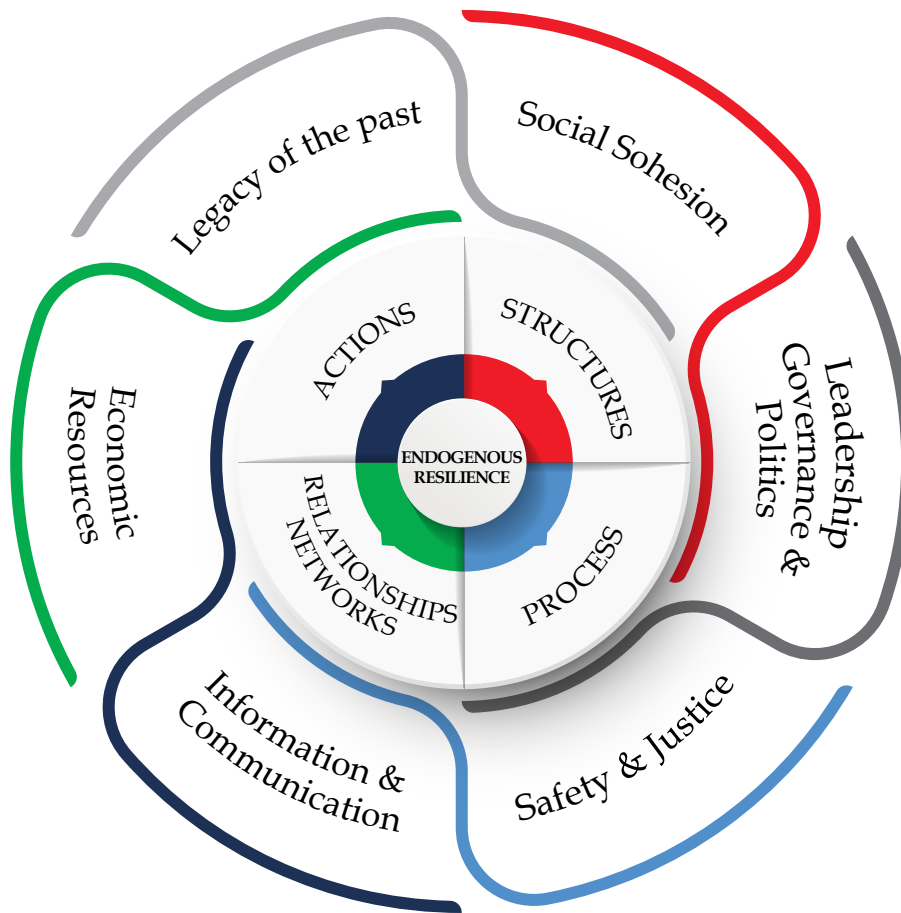 Legacy of the past
Social Sohesion
Leadership
Governance &
Politics
Safety & Justice
Information &
Communication
Economic
Resources
ACTIONS
STRUCTURES
PROCESS
RELATIONSHIPS
NETWORKS
ENDOGENOUS
RESILIENCE